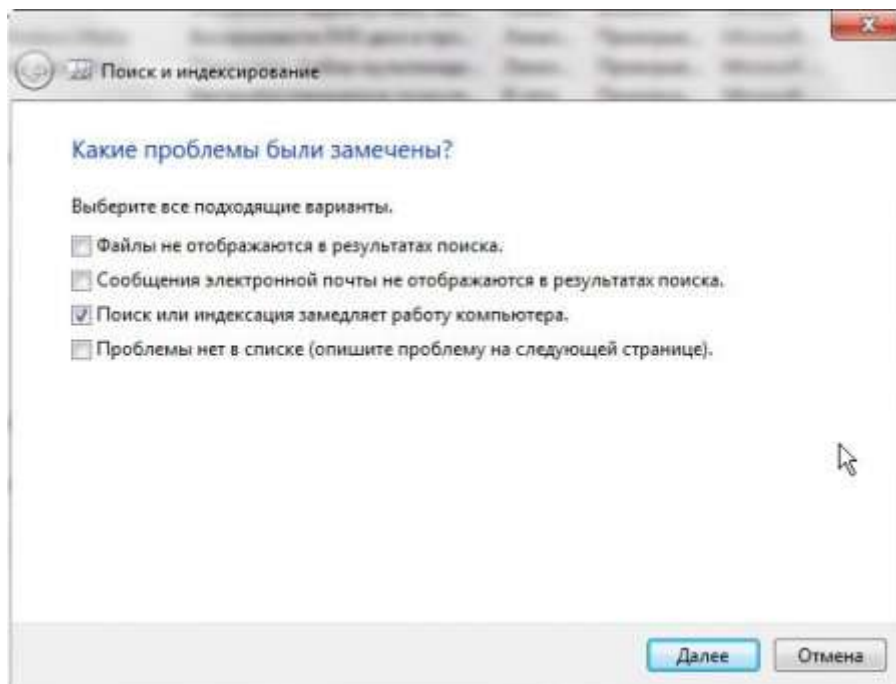 Поиск и индексирование
Какие проблемы были замечены?
Выберите все подходящие варианты.
Файлы не отображаются в результатах поиска.
Сообщения электронной почты не отображаются в результатах поиска.
Поиск или индексация замедляет работу компьютера.
Проблемы нет в списке (опишите проблему на следующей странице).
Далее Отмена